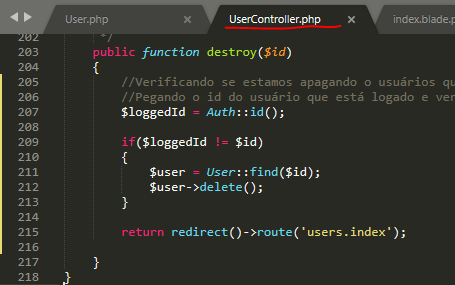 User.php
UserController.php
index.blade.p
202 */
203 public function destroy($id)
204 {
205 //Verificando se estamos apagando o usuários qu
206 //Pegando o id do usuário que está logado e ver
207 $loggedId = Auth::id();
208
209 if($loggedId != $id)
210 {
211 $user = User::find($id);
212 $user->delete();
213 }
214
215 return redirect()->route('users.index');
216
217 }
218 }